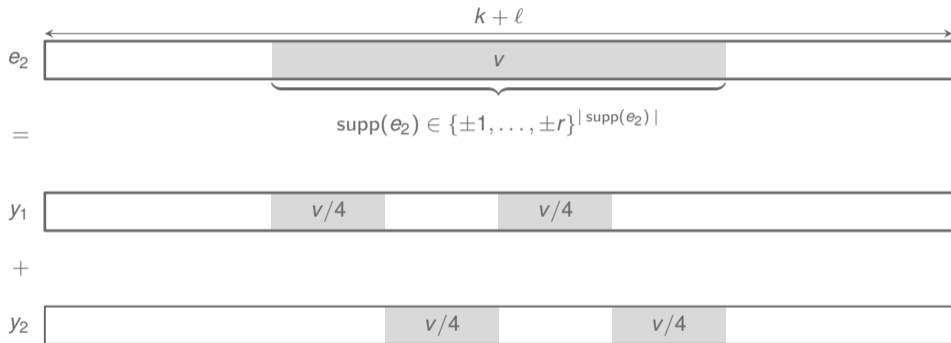 k + ℓ
e₂ v
supp(e₂) ∈ {±1, . . . , ±r}^{| supp(e₂) |}
=
y₁ v/4 v/4
+
y₂ v/4 v/4